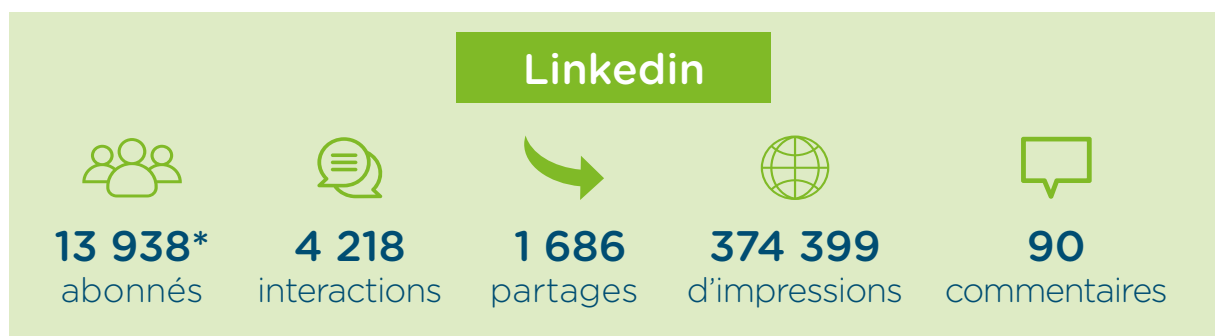 Linkedin
13 938* 4 218 1 686 374 399 90
abonnés interactions partages d'impressions commentaires